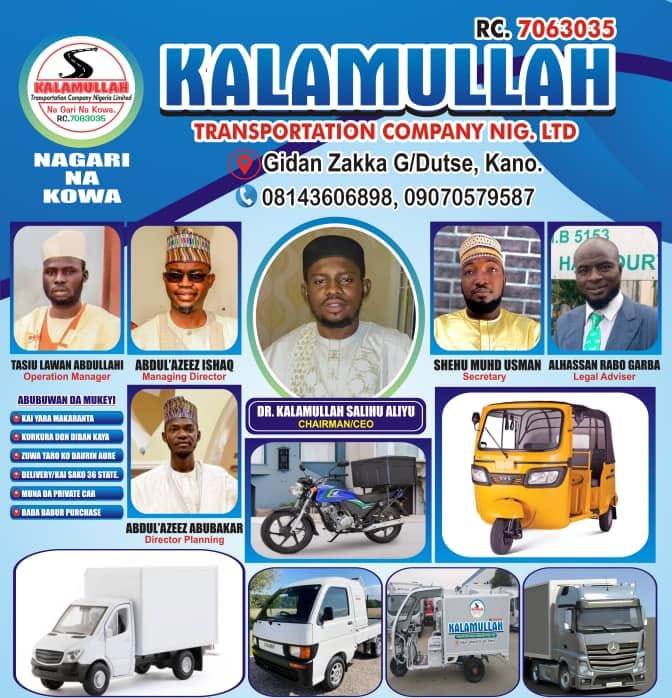 RC. 7063035
KALAMULLAH
TRANSPORTATION COMPANY NIG. LTD
Gidan Zakka G/Dutse, Kano.
08143606898, 09070579587
KALAMULLAH
Transportation Company Nigeria Limited
Na Gari Na Kowa.
RC.7063035
NAGARI
NA
KOWA
TASIU LAWAN ABDULLAHI
Operation Manager
ABDUL'AZEEZ ISHAQ
Managing Director
DR. KALAMULLAH SALIHU ALIYU
CHAIRMAN/CEO
M.B 5153
SHEHU MUHD USMAN
Secretary
ALHASSAN RABO GARBA
Legal Adviser
ABUBUWAN DA MUKEYI
KAI YARA MAKARANTA
KURKURA DON DIBAN KAYA
ZUWA TARO KO DAURIN AURE
DELIVERY/KAI SAKO 36 STATE.
MUNA DA PRIVATE CAR
BADA BABUR PURCHASE
ABDUL'AZEEZ ABUBAKAR
Director Planning
TVS
KALAMULLAH